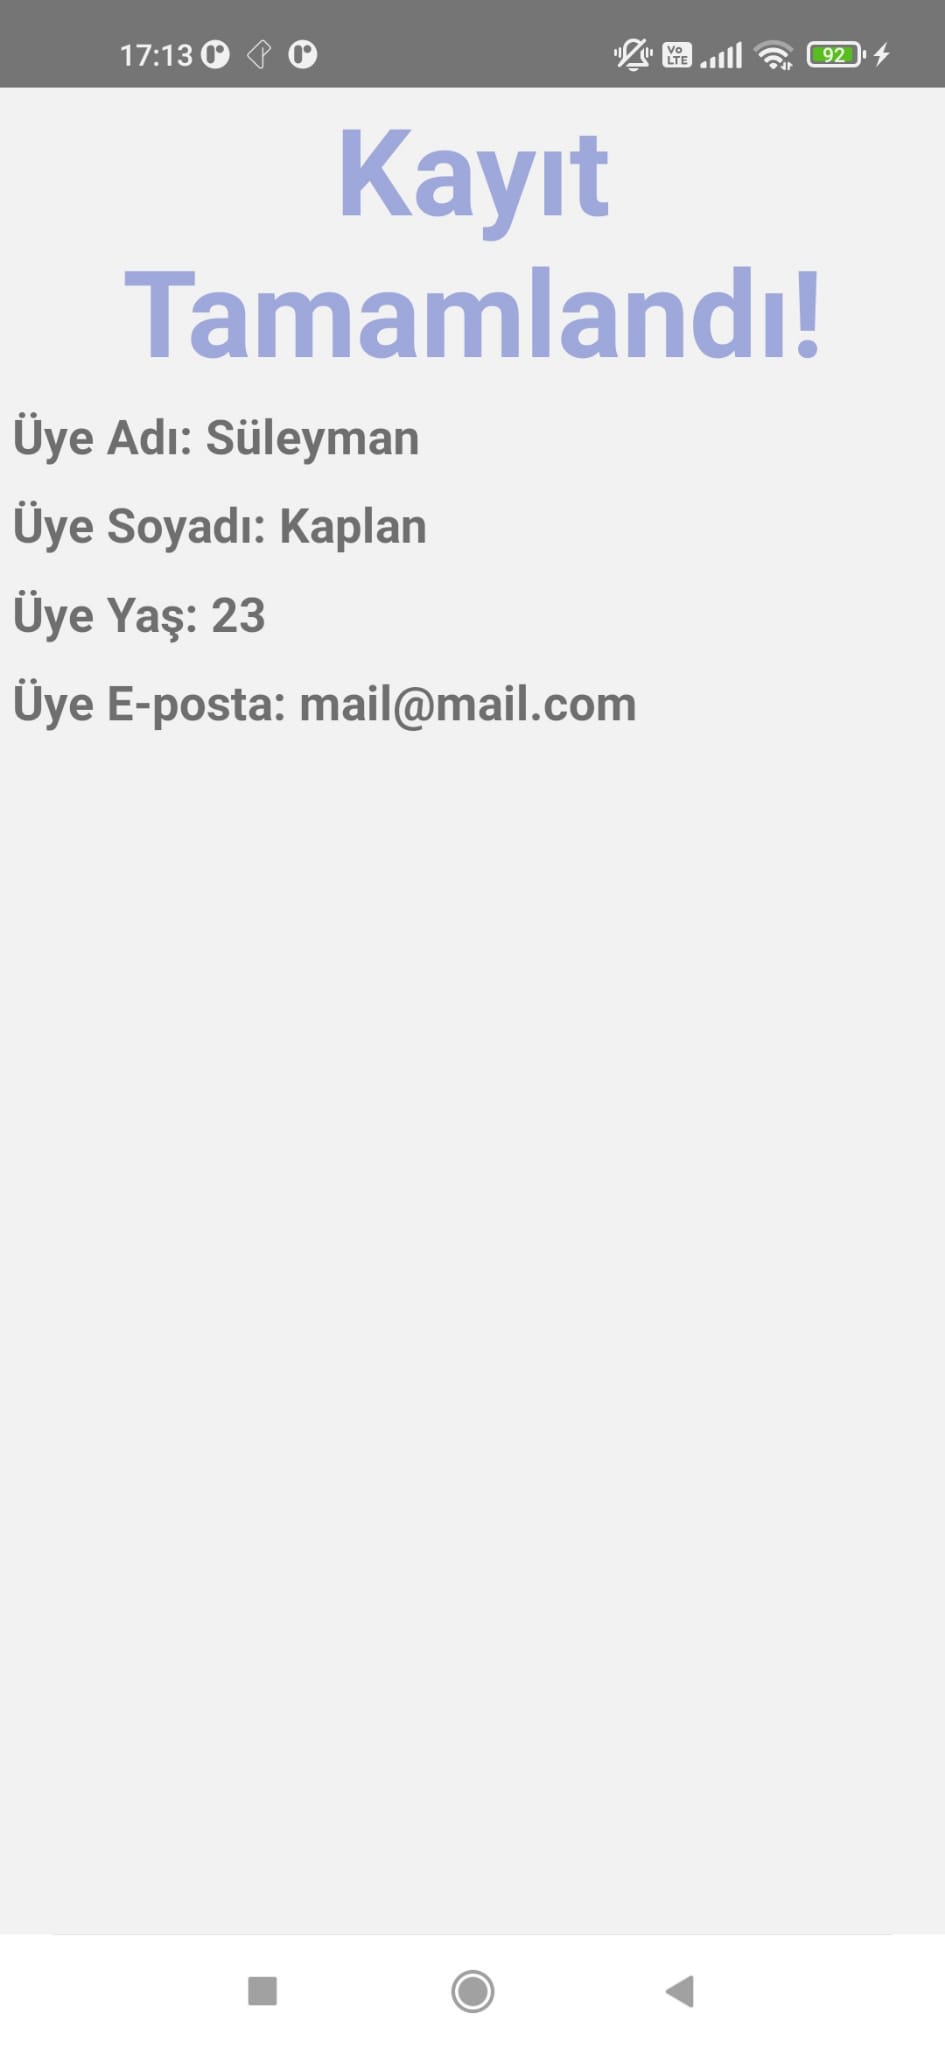 17:13
Vo LTE
92
Kayıt
Tamamlandı!
Üye Adı: Süleyman
Üye Soyadı: Kaplan
Üye Yaş: 23
Üye E-posta: mail@mail.com